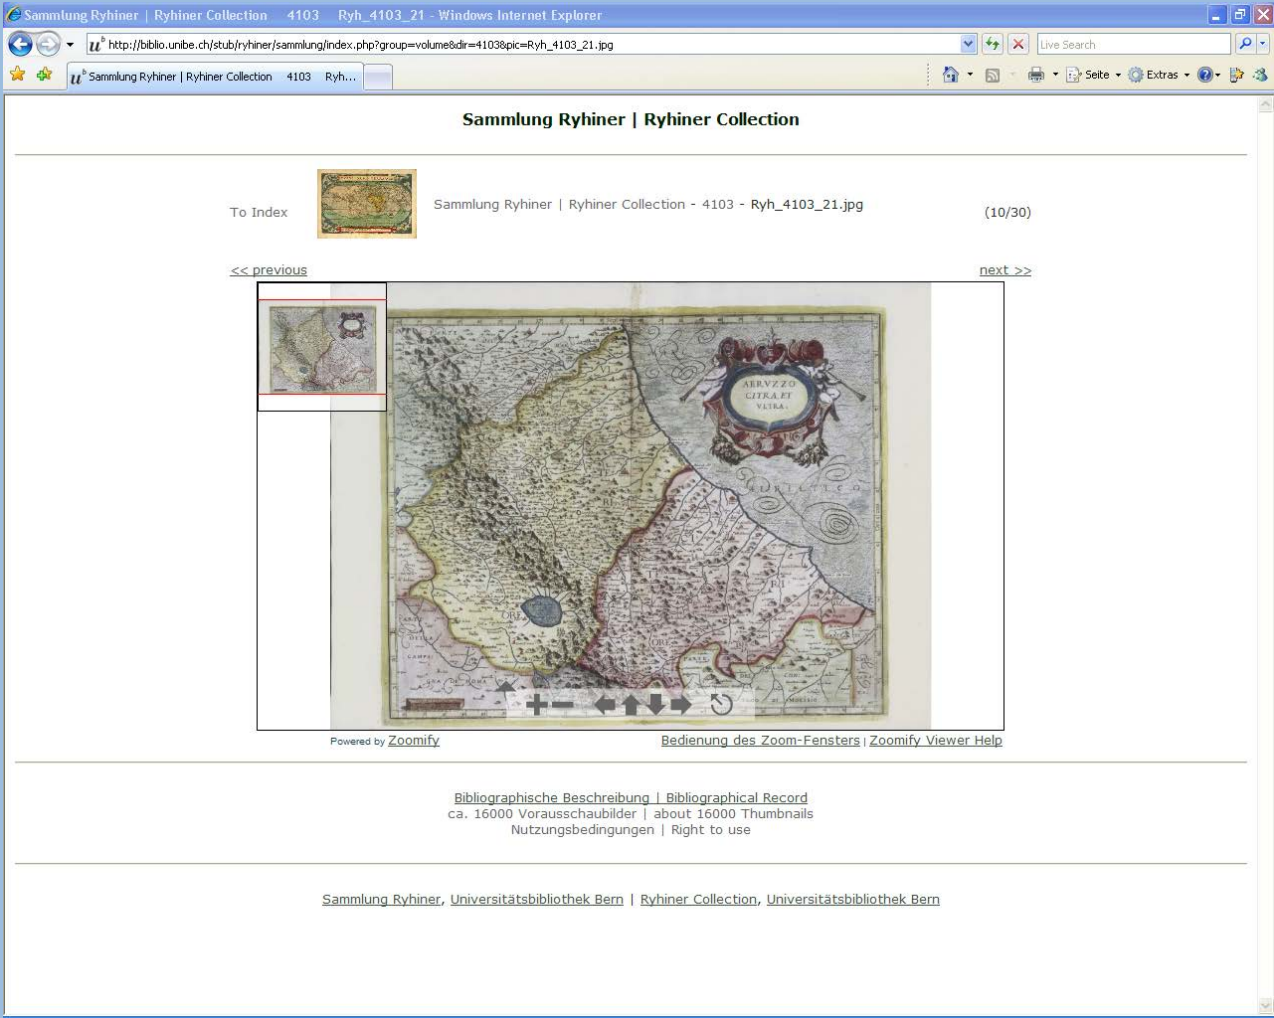 Sammlung Ryhiner | Ryhiner Collection 4103 Ryh_4103_21 - Windows Internet Explorer
http://biblio.unibe.ch/stub/ryhiner/sammlung/index.php?group=volume&dir=4103&pic=Ryh_4103_21.jpg
Live Search
Sammlung Ryhiner | Ryhiner Collection 4103 Ryh...
Seite
Extras
Sammlung Ryhiner | Ryhiner Collection
To Index
Sammlung Ryhiner | Ryhiner Collection - 4103 - Ryh_4103_21.jpg
(10/30)
<< previous
next >>
ABRVZZO
CITRA, ET
VLTRA.
Powered by Zoomify
Bedienung des Zoom-Fensters | Zoomify Viewer Help
Bibliographische Beschreibung | Bibliographical Record
ca. 16000 Vorausschaubilder | about 16000 Thumbnails
Nutzungsbedingungen | Right to use
Sammlung Ryhiner, Universitätsbibliothek Bern | Ryhiner Collection, Universitätsbibliothek Bern